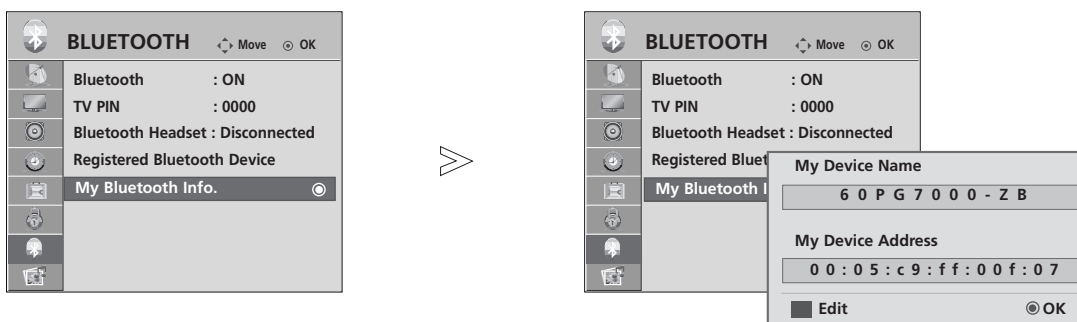 BLUETOOTH Move OK
Bluetooth : ON
TV PIN : 0000
Bluetooth Headset : Disconnected
Registered Bluetooth Device
My Bluetooth Info.
BLUETOOTH Move OK
Bluetooth : ON
TV PIN : 0000
Bluetooth Headset : Disconnected
Registered Bluet
My Bluetooth I
My Device Name
60PG7000-ZB
My Device Address
00:05:c9:ff:00f:07
Edit OK